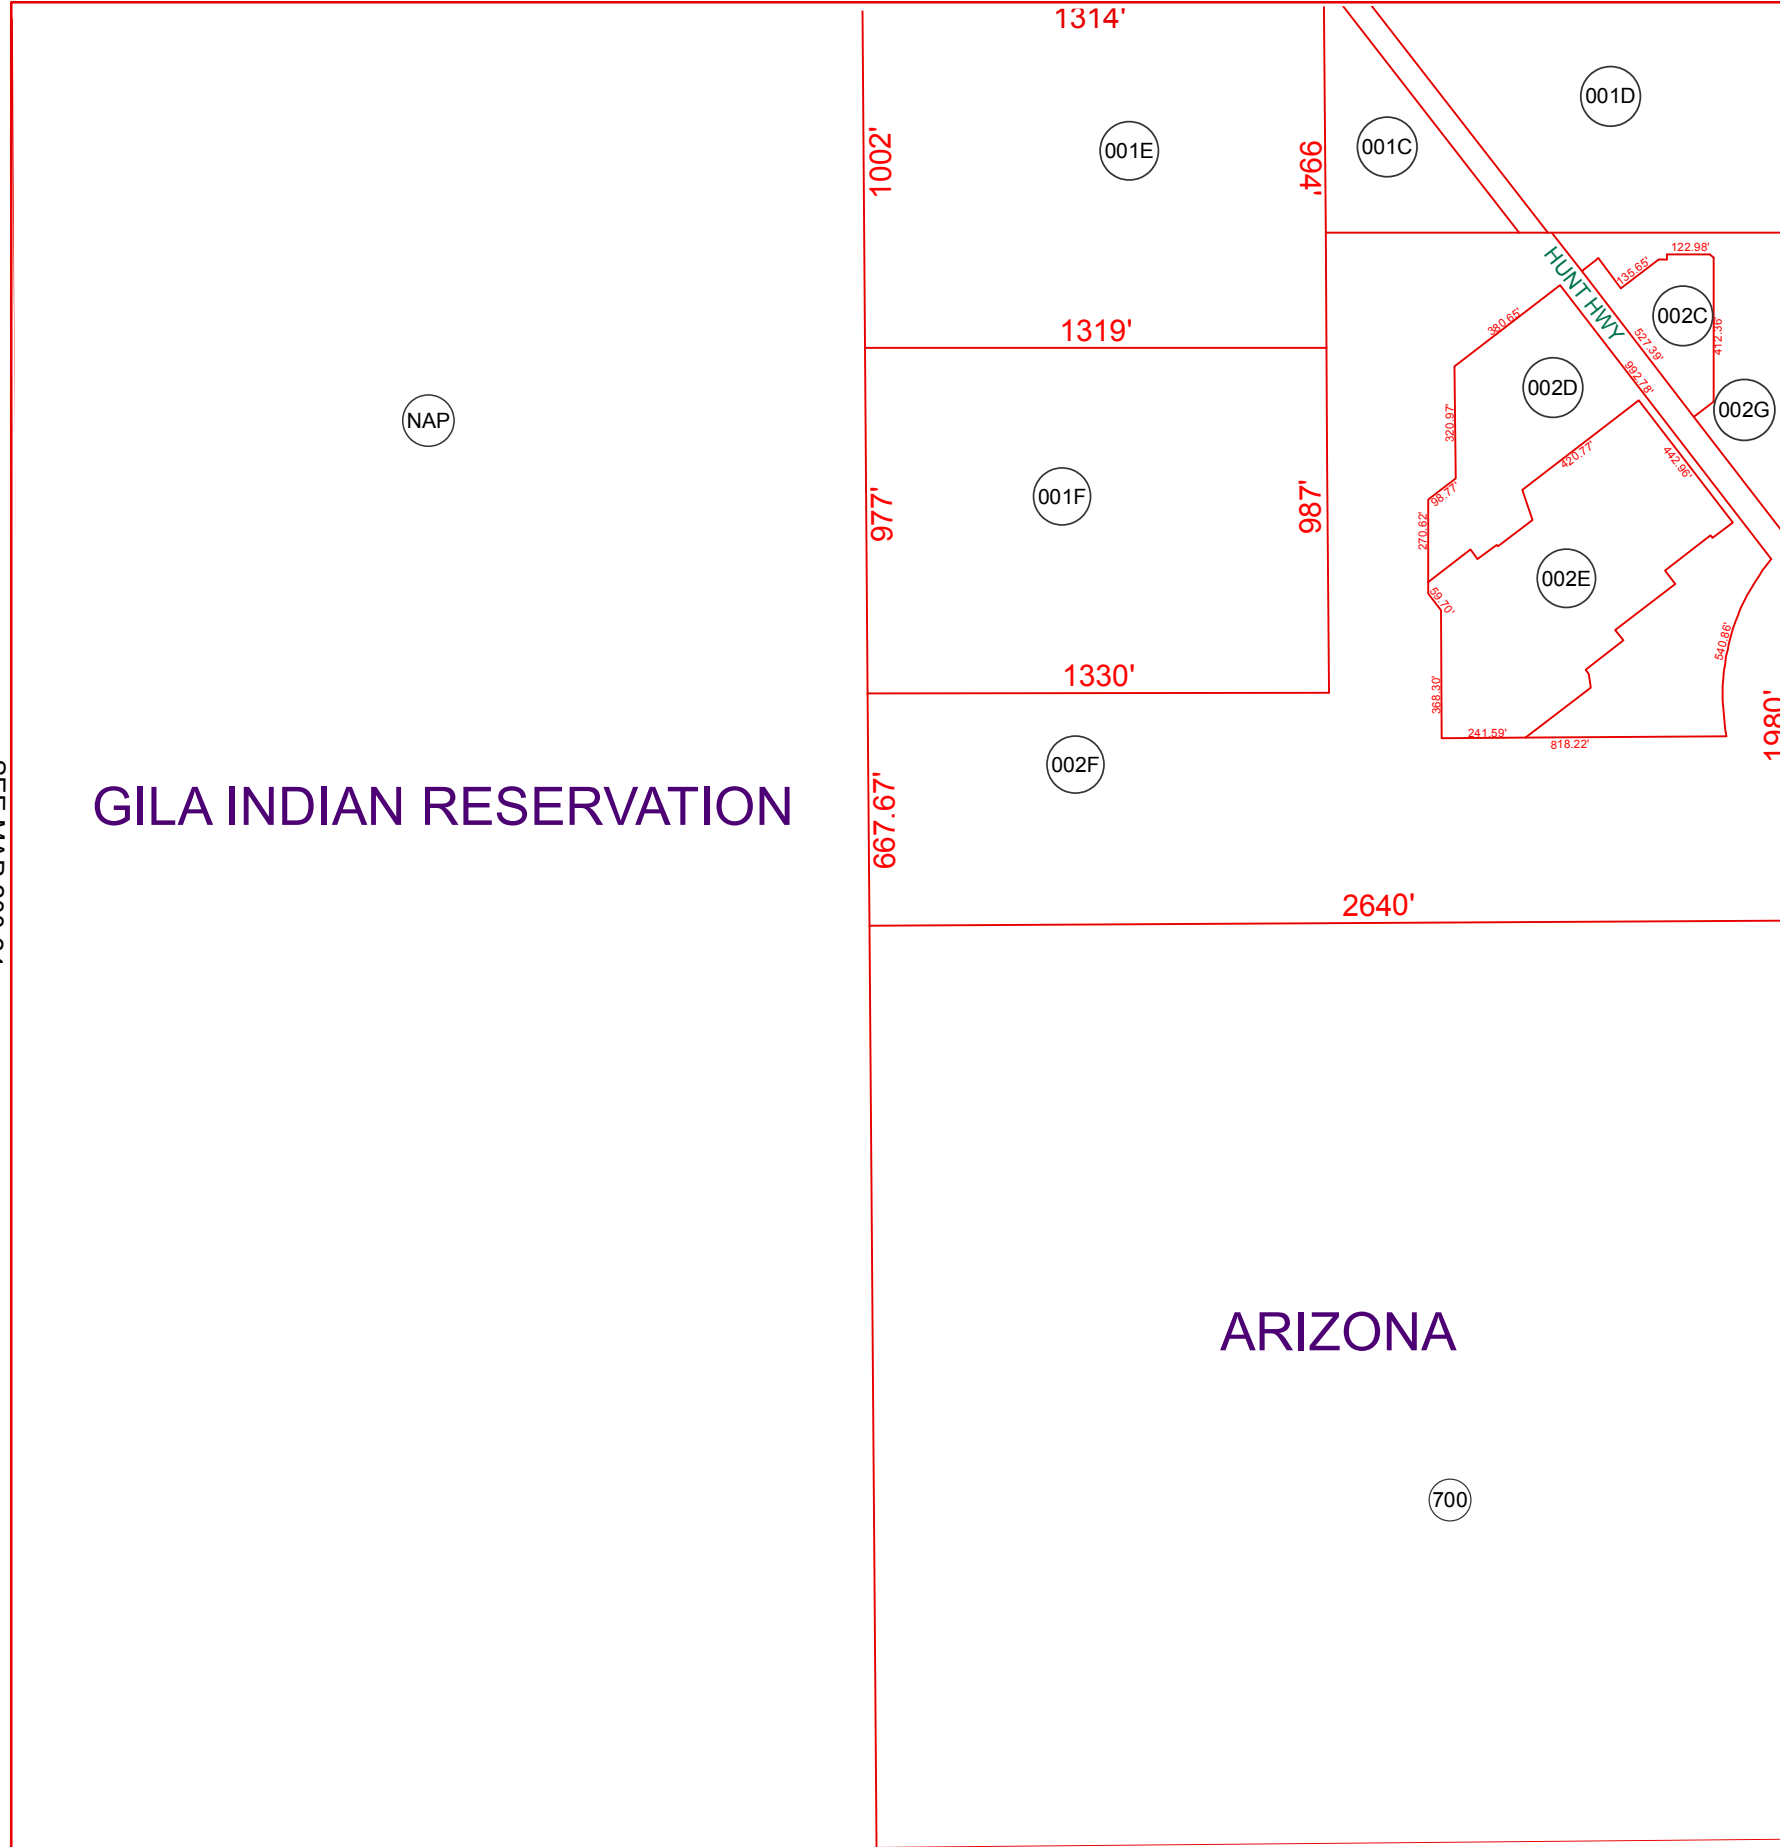 1314'
001D
1002'
001E
994'
001C
122.98'
135.65'
HUNT HWY
002C
380.65'
1319'
527.39'
412.36'
992.78'
002D
002G
NAP
320.97'
420.77'
442.96'
98.77'
001F
977'
987'
270.62'
002E
59.70'
540.86'
1330'
368.30'
1980'
241.59'
818.22'
002F
667.67'
GILA INDIAN RESERVATION
2640'
ARIZONA
700